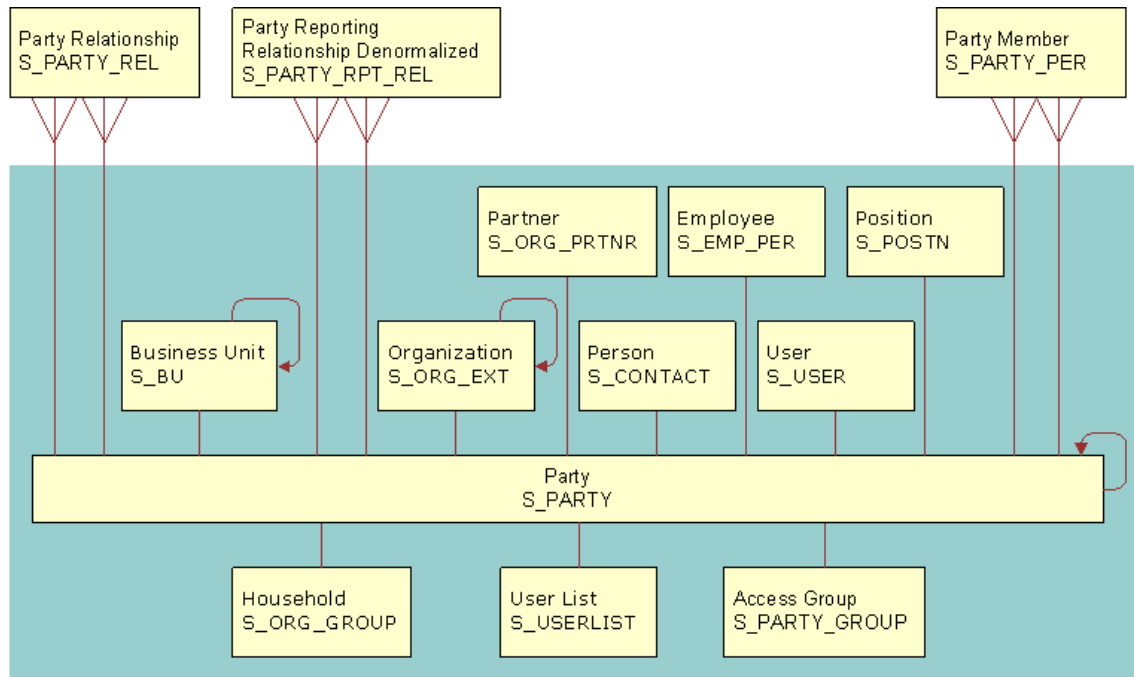 Party Relationship
S_PARTY_REL
Party Reporting
Relationship Denormalized
S_PARTY_RPT_REL
Party Member
S_PARTY_PER
Partner
S_ORG_PRTNR
Employee
S_EMP_PER
Position
S_POSTN
Business Unit
S_BU
Organization
S_ORG_EXT
Person
S_CONTACT
User
S_USER
Party
S_PARTY
Household
S_ORG_GROUP
User List
S_USERLIST
Access Group
S_PARTY_GROUP